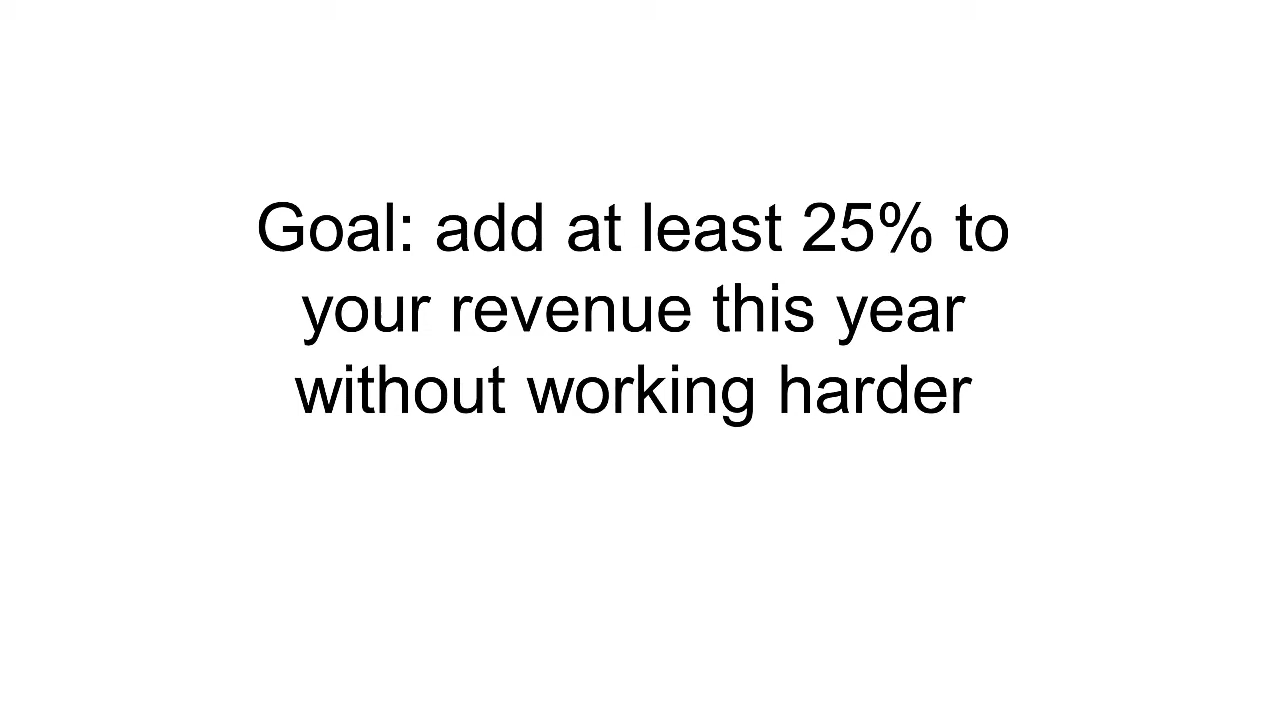 Goal: add at least 25% to
your revenue this year
without working harder